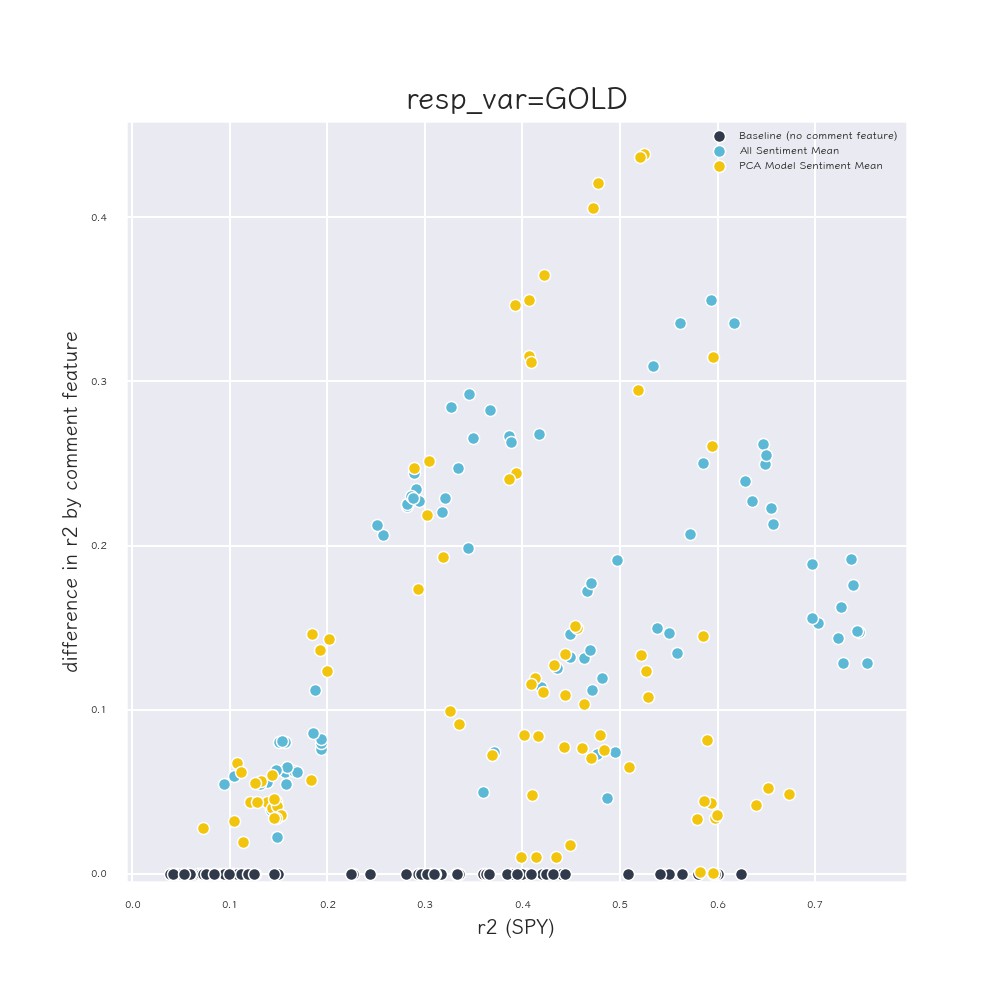 resp_var=GOLD
Baseline (no comment feature)
All Sentiment Mean
PCA Model Sentiment Mean
difference in r2 by comment feature
0.4
0.3
0.2
0.1
0.0
0.0 0.1 0.2 0.3 0.4 0.5 0.6 0.7
r2 (SPY)